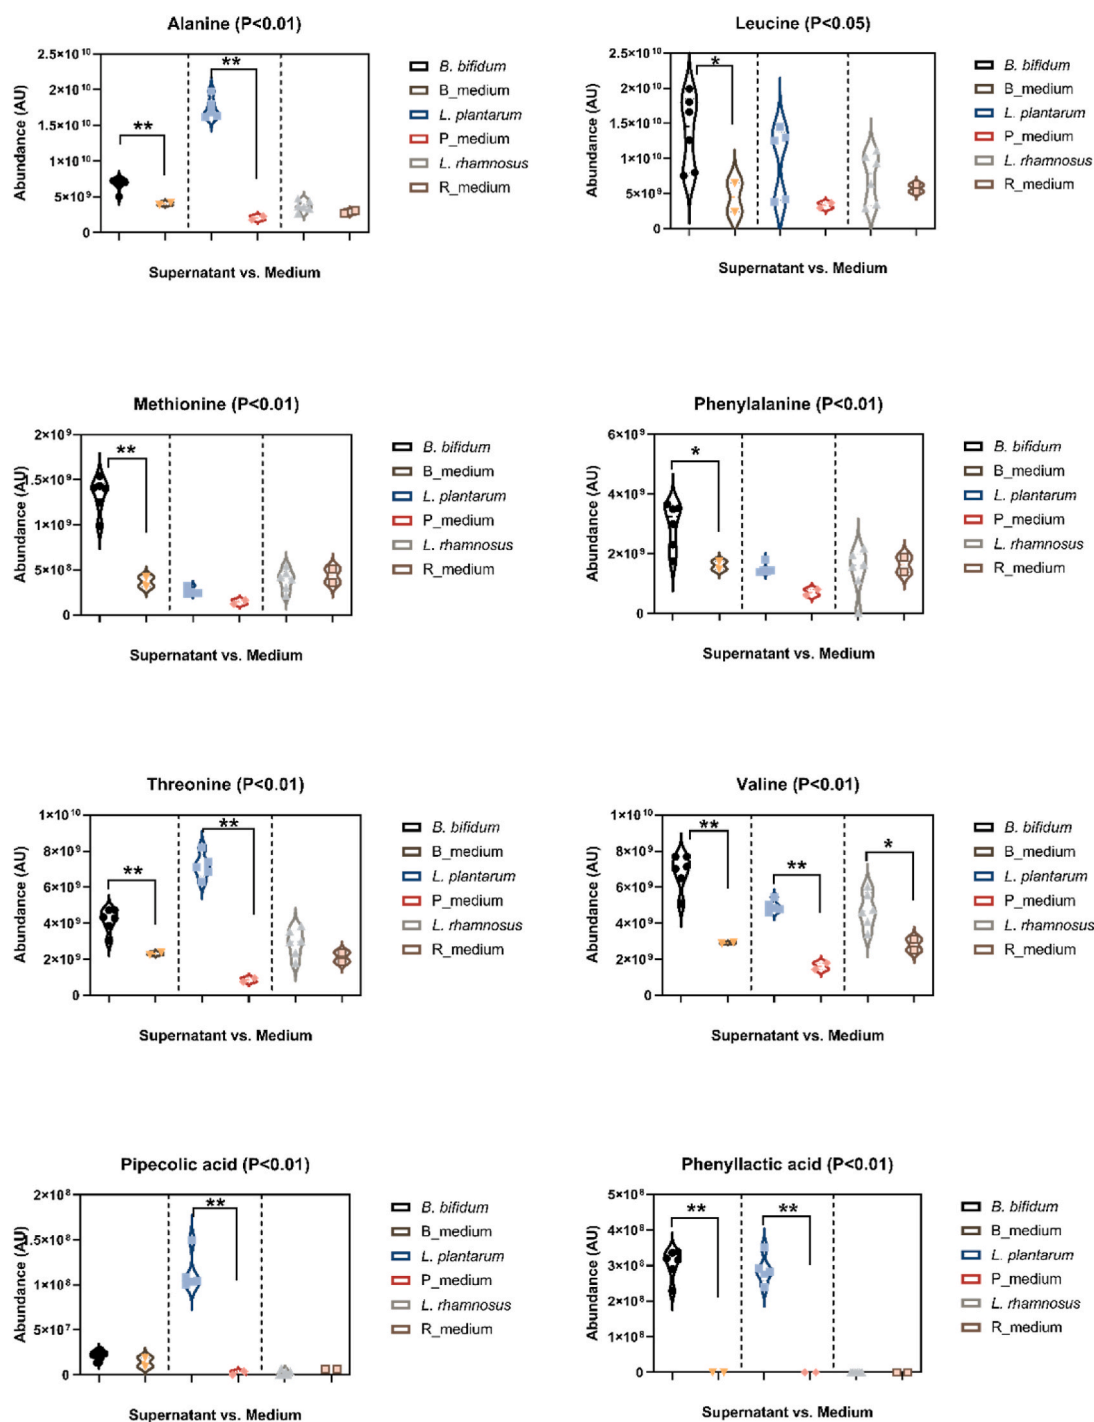 Alanine (P<0.01)
Abundance (AU)
2.5×10¹⁰
2×10¹⁰
1.5×10¹⁰
1×10¹⁰
5×10⁹
0
**
**
Supernatant vs. Medium
B. bifidum
B_medium
L. plantarum
P_medium
L. rhamnosus
R_medium
Leucine (P<0.05)
Abundance (AU)
2.5×10¹⁰
2×10¹⁰
1.5×10¹⁰
1×10¹⁰
5×10⁹
0
*
Supernatant vs. Medium
B. bifidum
B_medium
L. plantarum
P_medium
L. rhamnosus
R_medium
Methionine (P<0.01)
Abundance (AU)
2×10⁹
1.5×10⁹
1×10⁹
5×10⁸
0
**
Supernatant vs. Medium
B. bifidum
B_medium
L. plantarum
P_medium
L. rhamnosus
R_medium
Phenylalanine (P<0.01)
Abundance (AU)
6×10⁹
4×10⁹
2×10⁹
0
*
Supernatant vs. Medium
B. bifidum
B_medium
L. plantarum
P_medium
L. rhamnosus
R_medium
Threonine (P<0.01)
Abundance (AU)
1×10¹⁰
8×10⁹
6×10⁹
4×10⁹
2×10⁹
0
**
**
Supernatant vs. Medium
B. bifidum
B_medium
L. plantarum
P_medium
L. rhamnosus
R_medium
Valine (P<0.01)
Abundance (AU)
1×10¹⁰
8×10⁹
6×10⁹
4×10⁹
2×10⁹
0
**
**
*
Supernatant vs. Medium
B. bifidum
B_medium
L. plantarum
P_medium
L. rhamnosus
R_medium
Pipecolic acid (P<0.01)
Abundance (AU)
2×10⁸
1.5×10⁸
1×10⁸
5×10⁷
0
**
Supernatant vs. Medium
B. bifidum
B_medium
L. plantarum
P_medium
L. rhamnosus
R_medium
Phenyllactic acid (P<0.01)
Abundance (AU)
5×10⁸
4×10⁸
3×10⁸
2×10⁸
1×10⁸
0
**
**
Supernatant vs. Medium
B. bifidum
B_medium
L. plantarum
P_medium
L. rhamnosus
R_medium